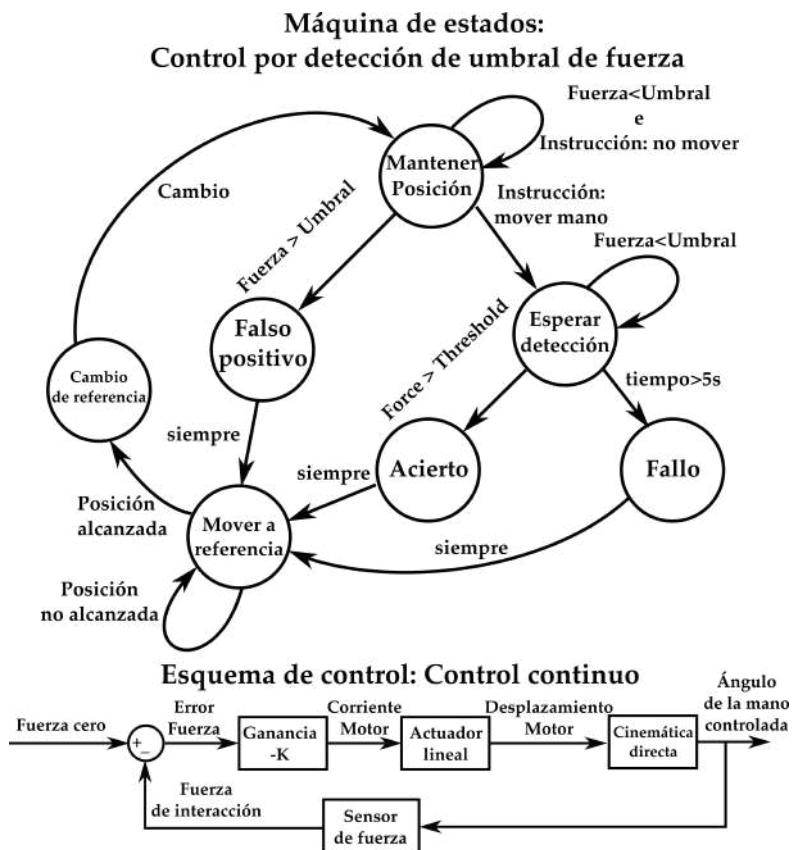 Máquina de estados:
Control por detección de umbral de fuerza
Fuerza<Umbral
e
Instrucción: no mover
Mantener
Posición
Cambio
Instrucción:
mover mano
Fuerza > Umbral
Fuerza<Umbral
Falso
positivo
Esperar
detección
Force > Threshold
Cambio
de referencia
tiempo>5s
siempre
Acierto
Fallo
siempre
Posición
alcanzada
Mover a
referencia
siempre
Posición
no alcanzada
Esquema de control: Control continuo
Fuerza cero
+
−
Error
Fuerza
Ganancia
-K
Corriente
Motor
Actuador
lineal
Desplazamiento
Motor
Cinemática
directa
Ángulo
de la mano
controlada
Fuerza
de interacción
Sensor
de fuerza